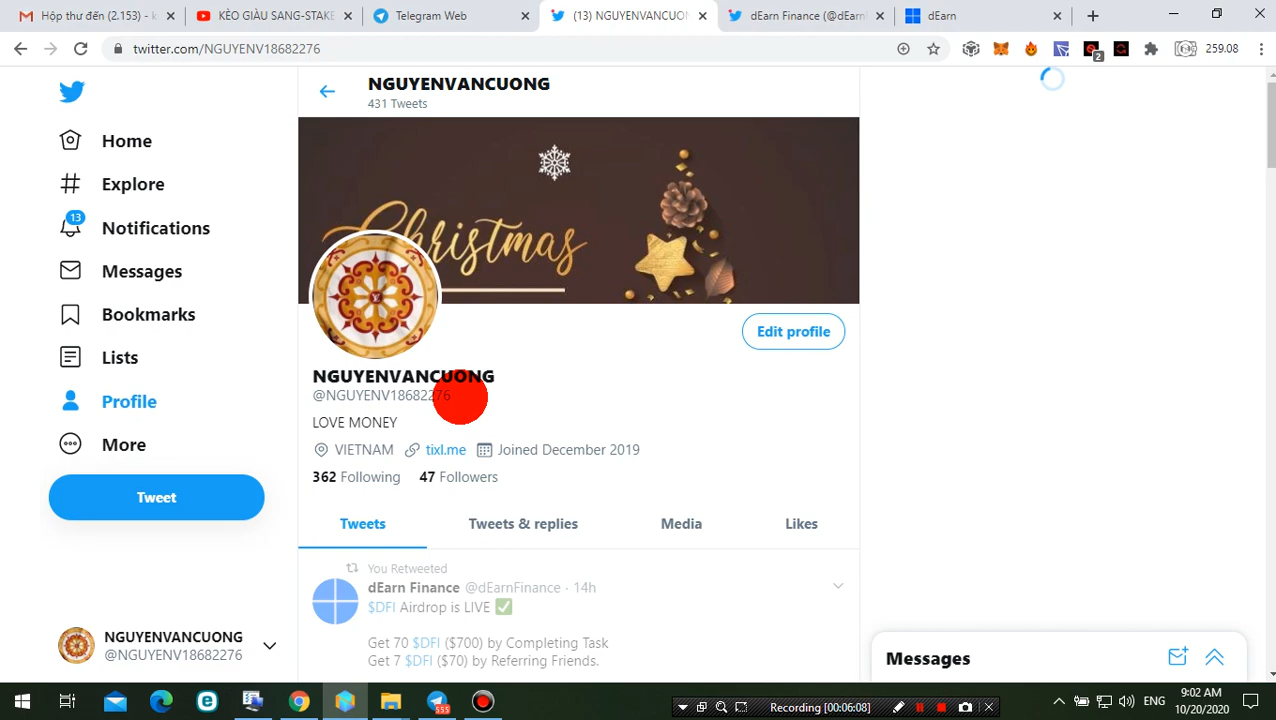 Hộp thư đến (2.153) - k
KÈO GIÀU SANG-STAKE
Telegram Web
(13) NGUYENVANCUON
dEarn Finance (@dEarn
dEarn
twitter.com/NGUYENV18682276
2
259.08
NGUYENVANCUONG
431 Tweets
Home
Explore
13
Notifications
Messages
Bookmarks
Lists
Profile
More
Tweet
Christmas
Edit profile
NGUYENVANCUONG
@NGUYENV18682276
LOVE MONEY
VIETNAM tixl.me Joined December 2019
362 Following 47 Followers
Tweets Tweets & replies Media Likes
You Retweeted
dEarn Finance @dEarnFinance · 14h
$DFI Airdrop is LIVE ✅
Get 70 $DFI ($700) by Completing Task
Get 7 $DFI ($70) by Referring Friends.
NGUYENVANCUONG
@NGUYENV18682276
Messages
555
Recording [00:06:08]
ENG
9:02 AM
10/20/2020